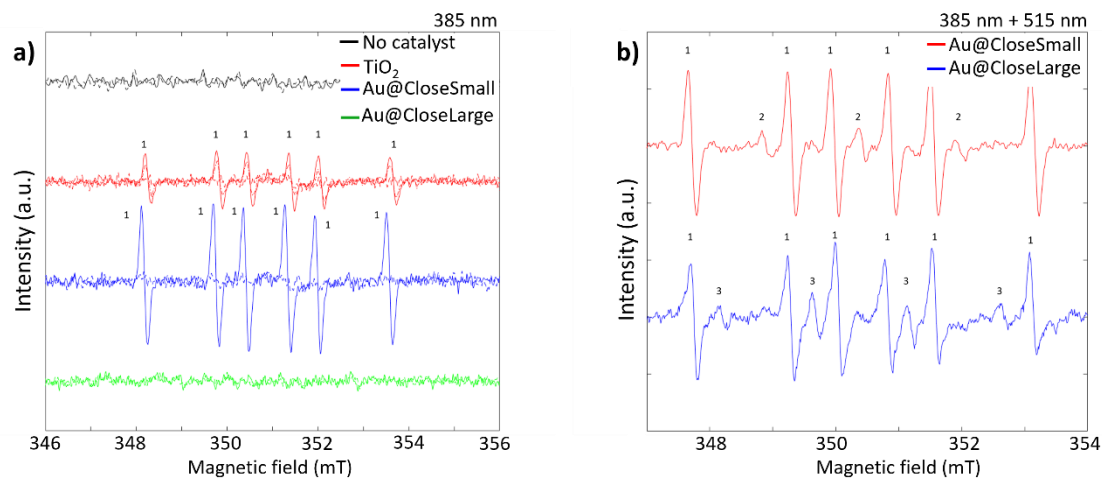 385 nm
a)
No catalyst
TiO2
Au@CloseSmall
Au@CloseLarge
1 1 1 1 1 1
1 1 1 1 1 1
Intensity (a.u.)
346 348 350 352 354 356
Magnetic field (mT)
385 nm + 515 nm
b)
Au@CloseSmall
Au@CloseLarge
1 1 1 1
2 2 2
1 1 1 1 1 1
3 3 3 3
Intensity (a.u.)
348 350 352 354
Magnetic field (mT)